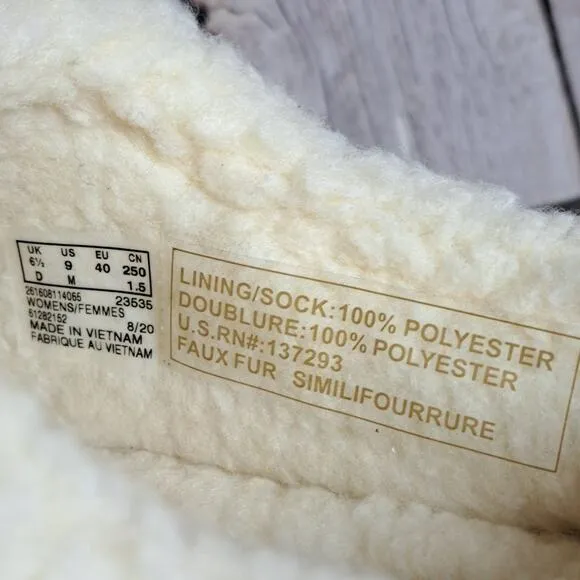 UK US EU CN
6½ 9 40 250
D M 1.5
261608114065 23535
WOMENS/FEMMES
61282152 8/20
MADE IN VIETNAM
FABRIQUE AU VIETNAM
LINING/SOCK:100% POLYESTER
DOUBLURE:100% POLYESTER
U.S.RN#:137293
FAUX FUR SIMILIFOURRURE